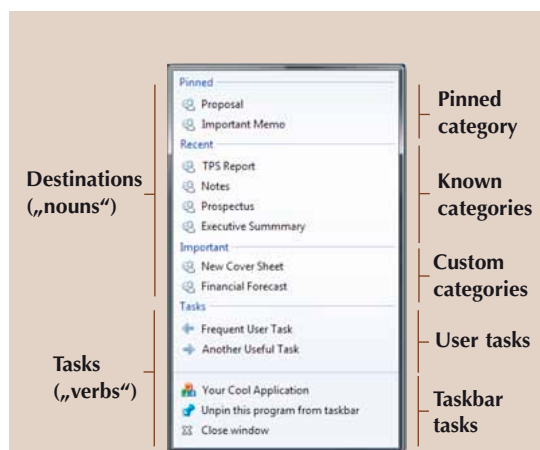 Destinations
(„nouns“)
Tasks
(„verbs“)
Pinned
Proposal
Important Memo
Recent
TPS Report
Notes
Prospectus
Executive Summmary
Important
New Cover Sheet
Financial Forecast
Tasks
Frequent User Task
Another Useful Task
Your Cool Application
Unpin this program from taskbar
Close window
Pinned
category
Known
categories
Custom
categories
User tasks
Taskbar
tasks